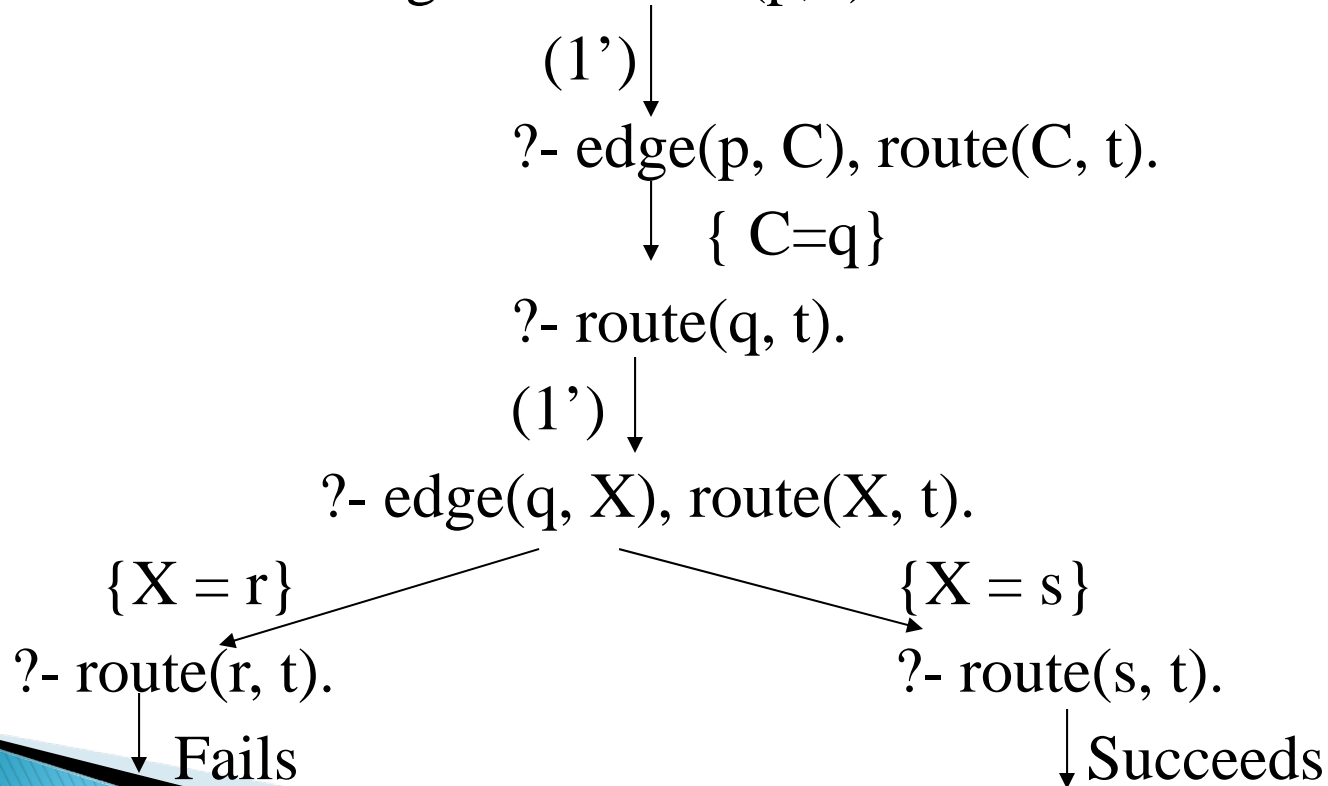 (1’)
?- edge(p, C), route(C, t).
{ C=q}
?- route(q, t).
(1’)
?- edge(q, X), route(X, t).
{X = r} {X = s}
?- route(r, t). ?- route(s, t).
Fails Succeeds